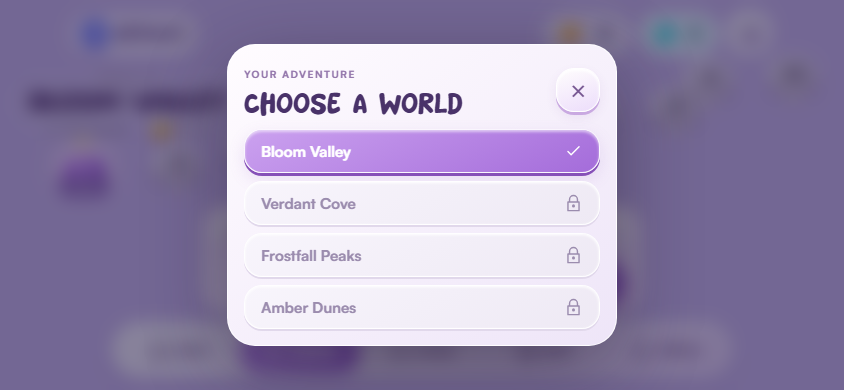 YOUR ADVENTURE
CHOOSE A WORLD
Bloom Valley
Verdant Cove
Frostfall Peaks
Amber Dunes